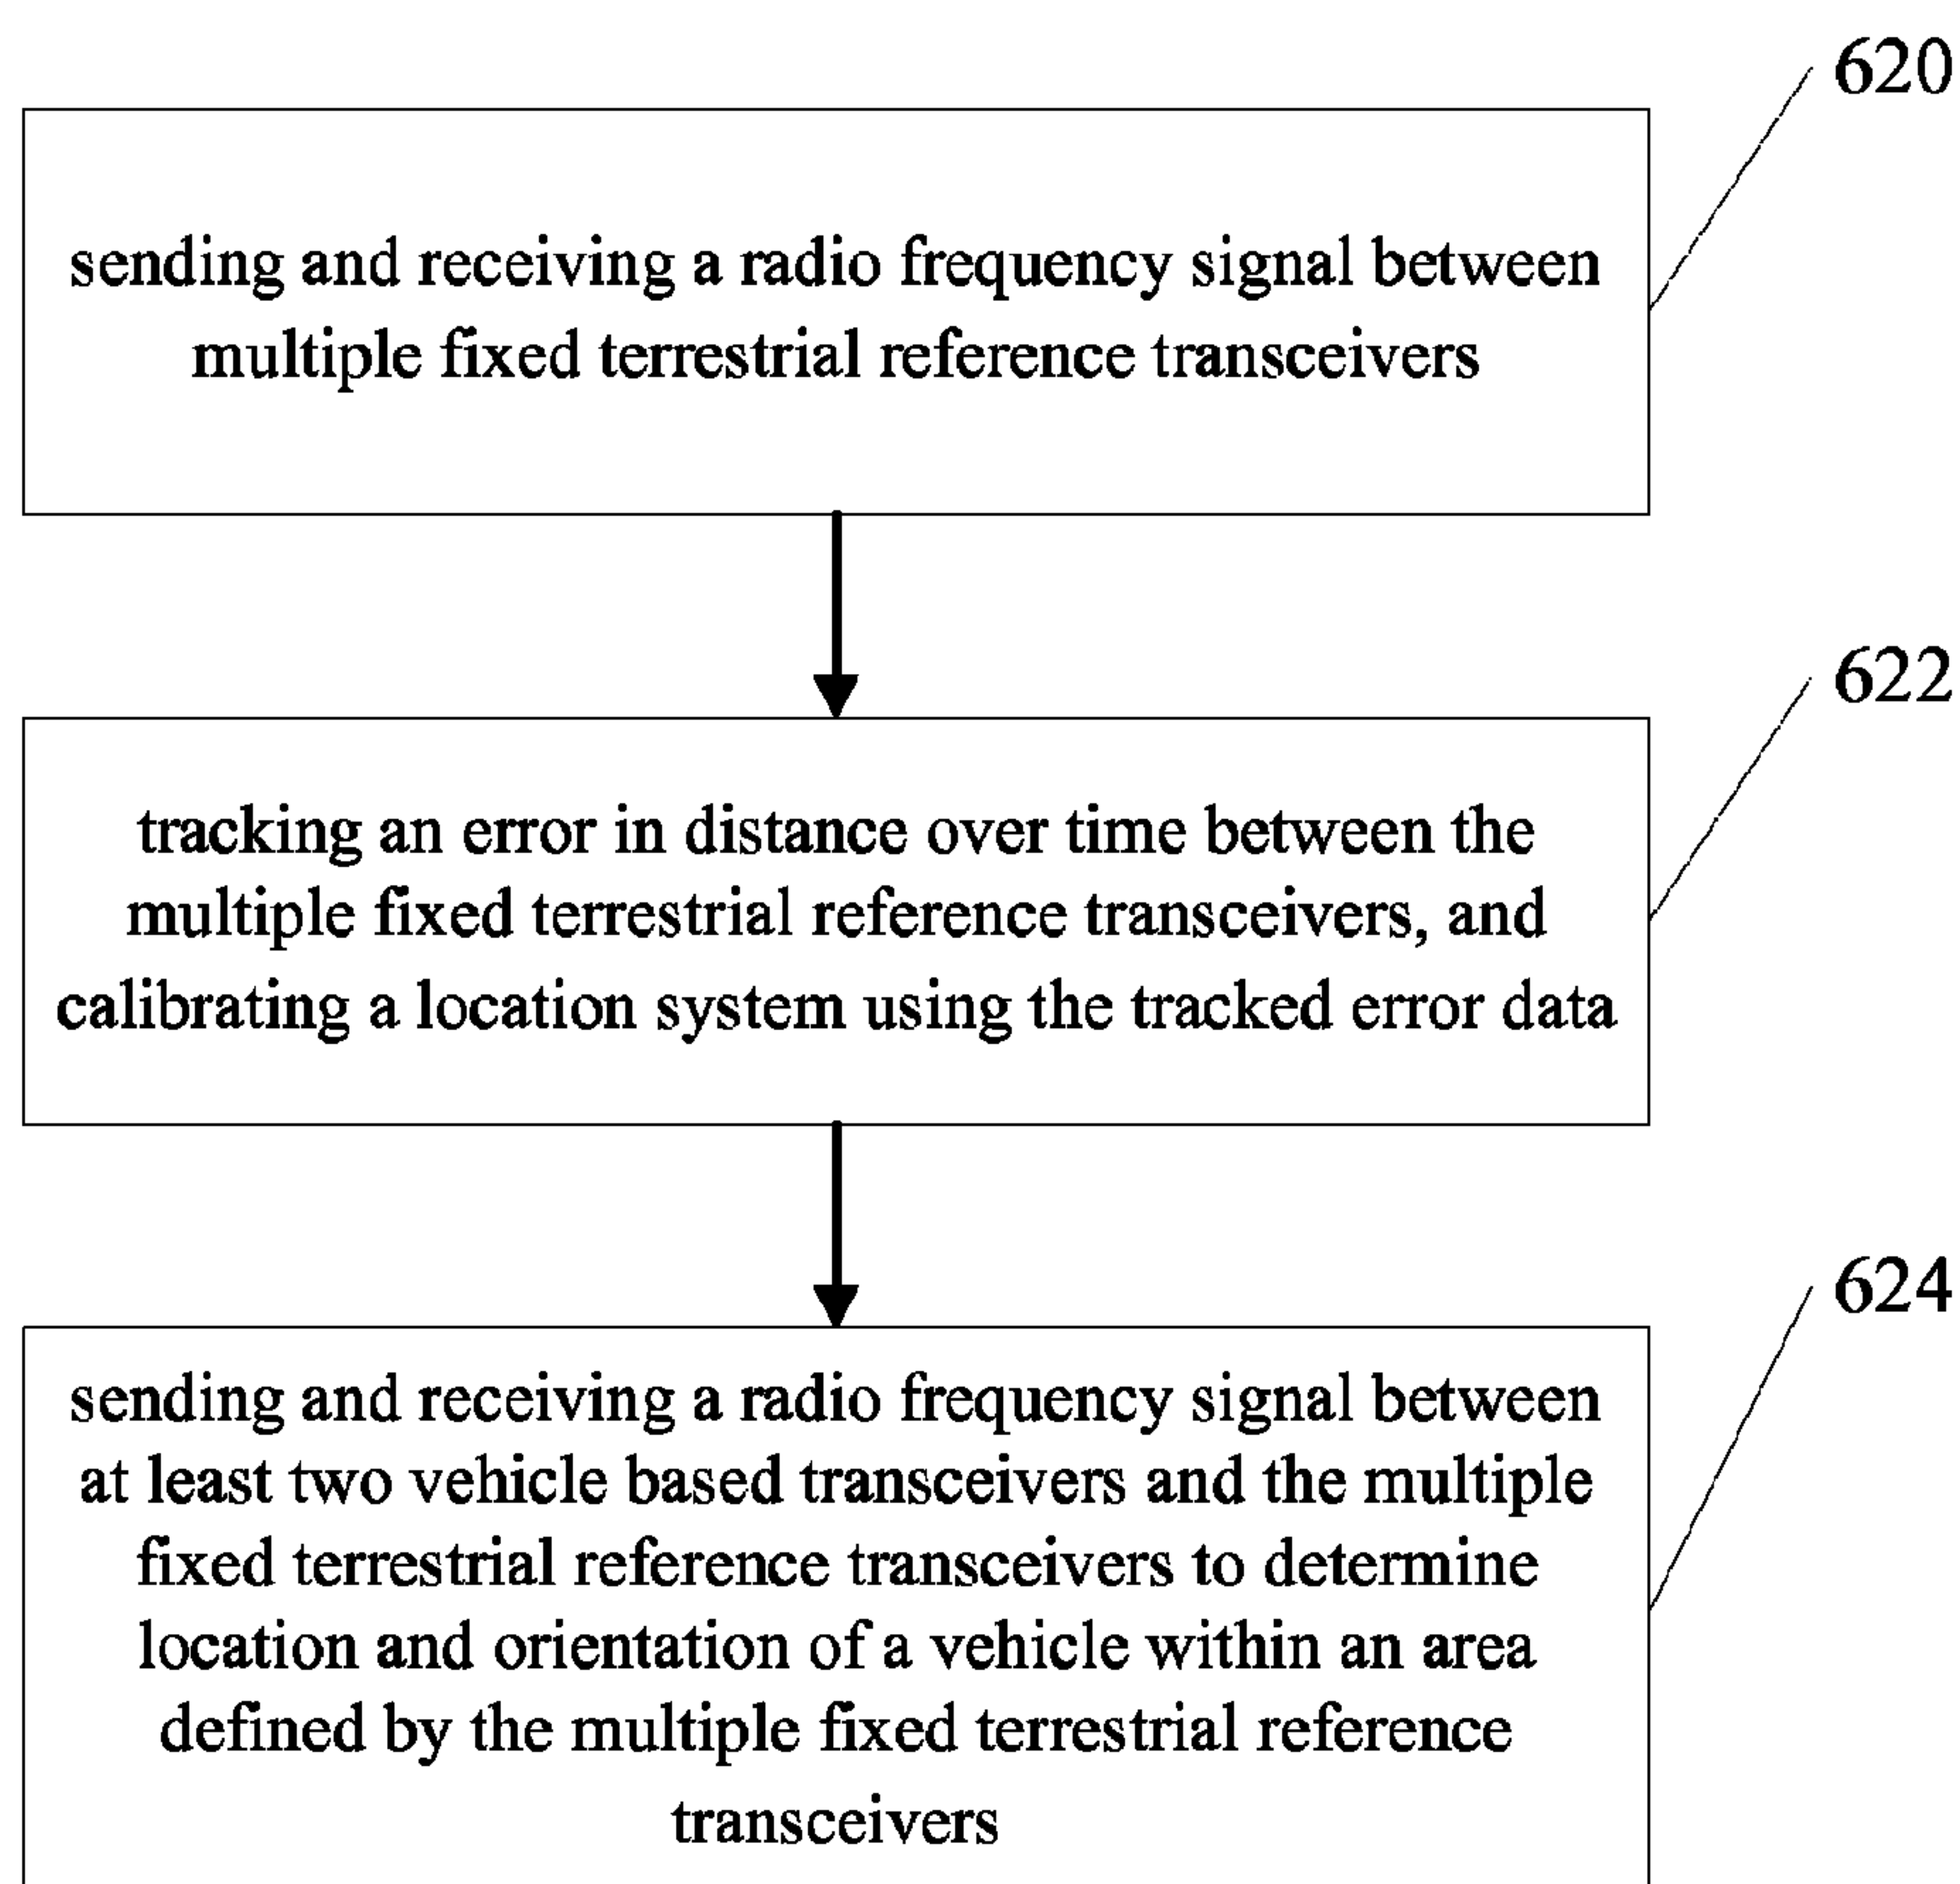 620
sending and receiving a radio frequency signal between
multiple fixed terrestrial reference transceivers
622
tracking an error in distance over time between the
multiple fixed terrestrial reference transceivers, and
calibrating a location system using the tracked error data
624
sending and receiving a radio frequency signal between
at least two vehicle based transceivers and the multiple
fixed terrestrial reference transceivers to determine
location and orientation of a vehicle within an area
defined by the multiple fixed terrestrial reference
transceivers